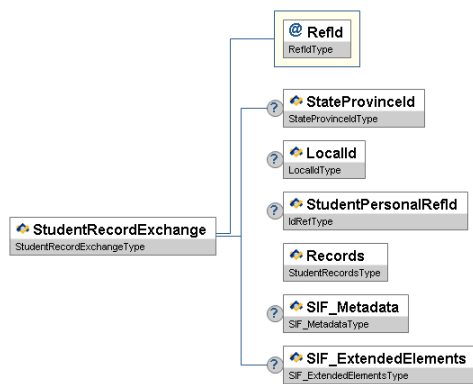 @ RefId
RefIdType
? StateProvinceId
StateProvinceIdType
? LocalId
LocalIdType
StudentRecordExchange
StudentRecordExchangeType
? StudentPersonalRefId
IdRefType
Records
StudentRecordsType
? SIF_Metadata
SIF_MetadataType
? SIF_ExtendedElements
SIF_ExtendedElementsType